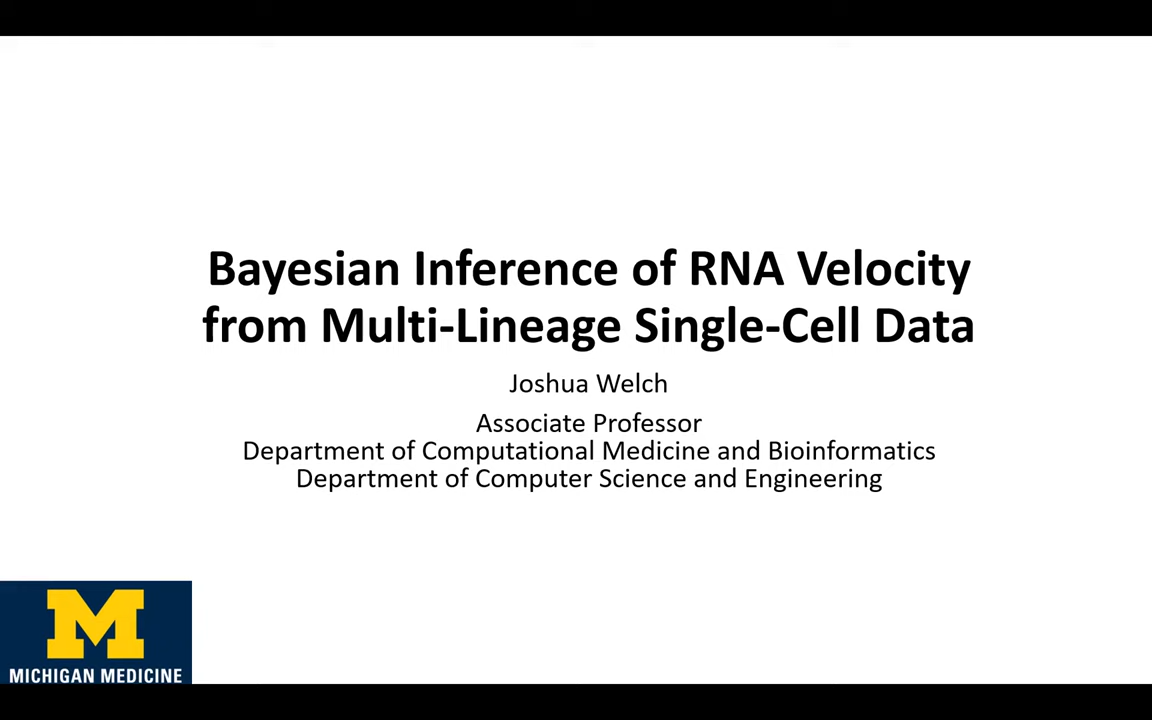 Bayesian Inference of RNA Velocity
from Multi-Lineage Single-Cell Data
Joshua Welch
Associate Professor
Department of Computational Medicine and Bioinformatics
Department of Computer Science and Engineering
M
MICHIGAN MEDICINE